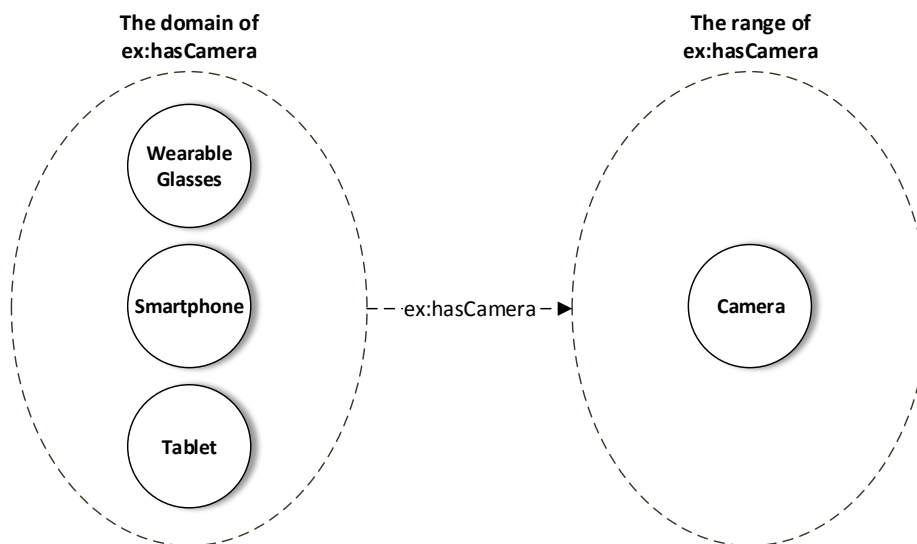 The domain of
ex:hasCamera
The range of
ex:hasCamera
Wearable
Glasses
Smartphone
ex:hasCamera
Camera
Tablet